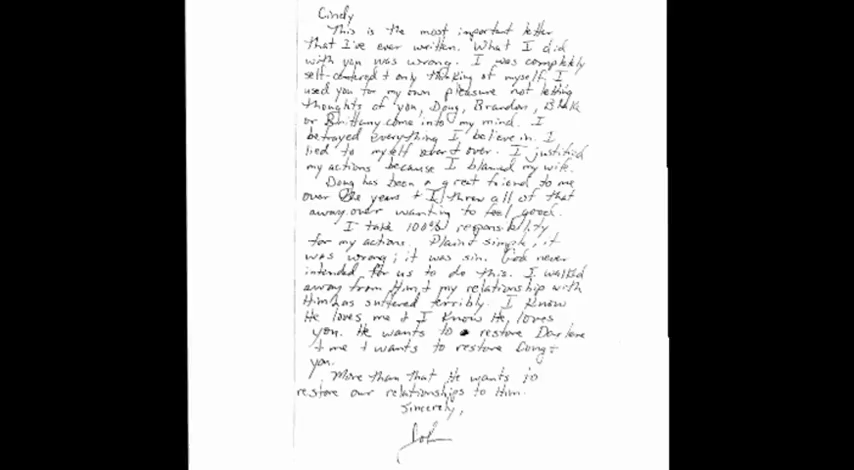 Cindy
This is the most important letter
that I've ever written. What I did
with you was wrong. I was completely
self-centered + only thinking of myself. I
used you for my own pleasure not letting
thoughts of you, Doug, Brandon, Blake
or Brittany come into my mind. I
betrayed everything I believe in. I
lied to myself over + over. I justified
my actions because I blamed my wife.
Doug has been a great friend to me
over the years + I threw all of that
away over wanting to feel good.
I take 100% responsibility
for my actions. Plain + simple, it
was wrong; it was sin. God never
intended for us to do this. I walked
away from Him, + my relationship with
Him has suffered terribly. I know
He loves me + I know He loves
you. He wants to restore Darlene
+ me + wants to restore Doug +
you.
More than that He wants to
restore our relationships to Him.
Sincerely,
John